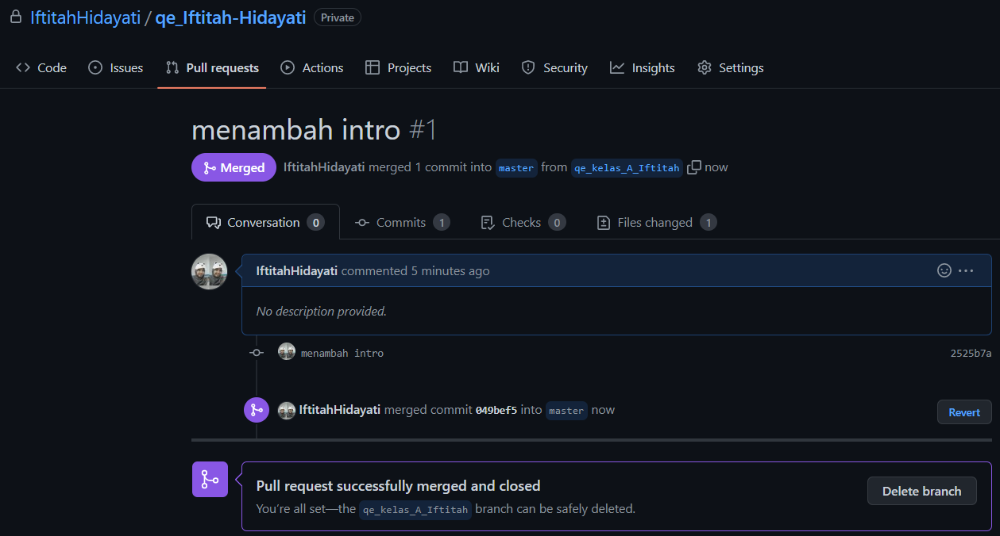 IftitahHidayati / qe_Iftitah-Hidayati Private
Code Issues Pull requests Actions Projects Wiki Security Insights Settings
menambah intro #1
Merged IftitahHidayati merged 1 commit into master from qe_kelas_A_Iftitah now
Conversation 0 Commits 1 Checks 0 Files changed 1
IftitahHidayati commented 5 minutes ago
No description provided.
menambah intro 2525b7a
IftitahHidayati merged commit 049bef5 into master now
Revert
Pull request successfully merged and closed
You’re all set—the qe_kelas_A_Iftitah branch can be safely deleted.
Delete branch